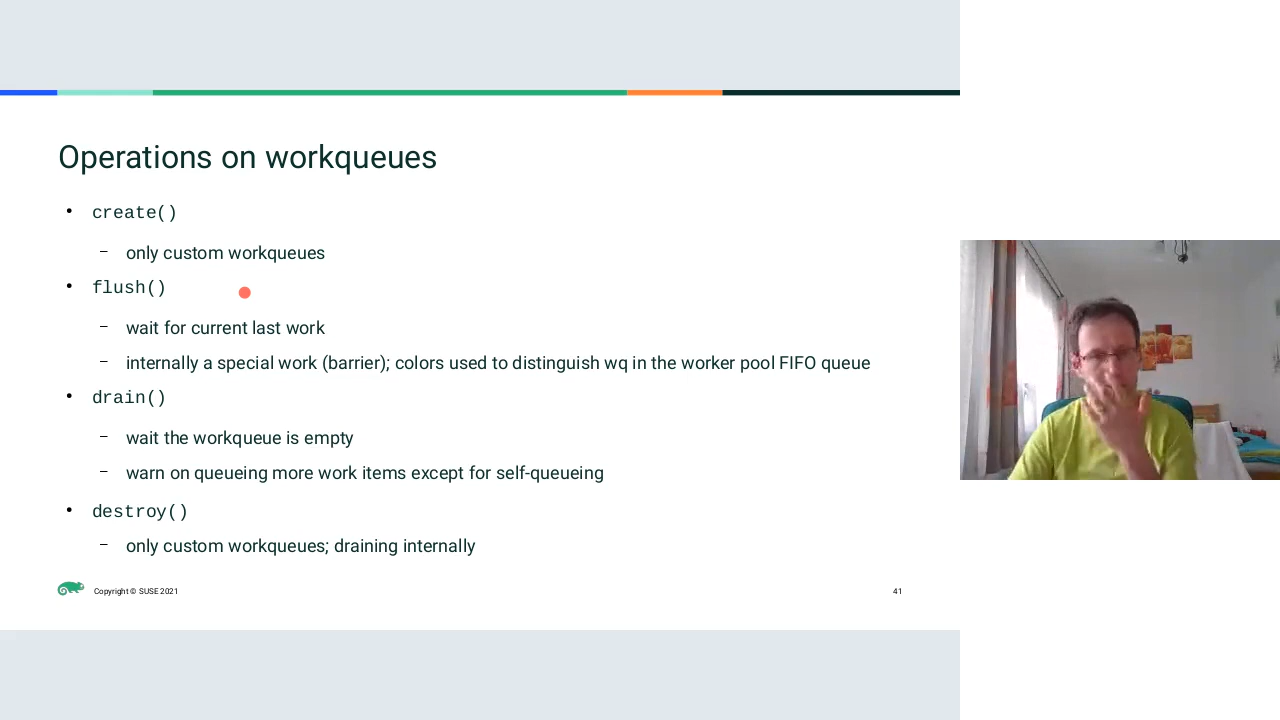 Operations on workqueues
• create()
– only custom workqueues
• flush()
– wait for current last work
– internally a special work (barrier); colors used to distinguish wq in the worker pool FIFO queue
• drain()
– wait the workqueue is empty
– warn on queueing more work items except for self-queueing
• destroy()
– only custom workqueues; draining internally
Copyright © SUSE 2021
41